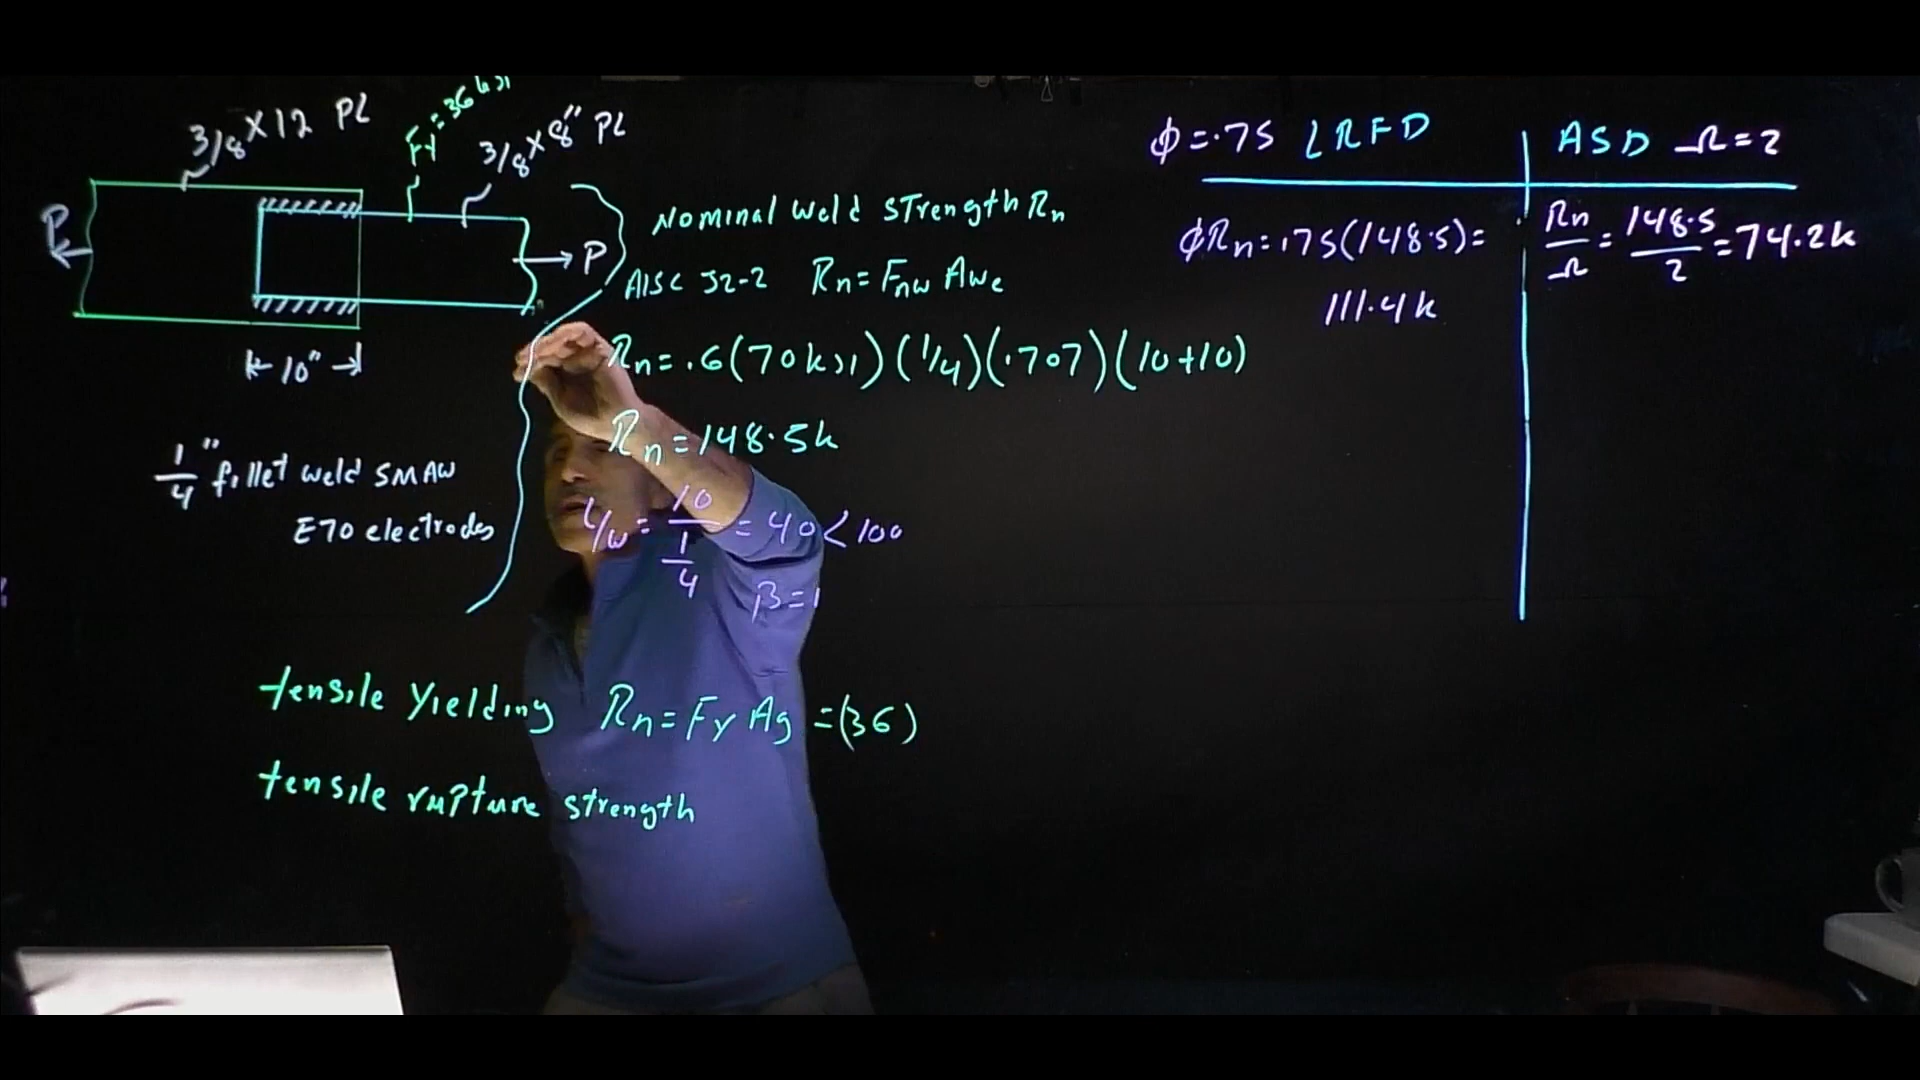 3/8 X 12 PL
Fy = 36 ksi
3/8 x 8" PL
P
P
10"
1/4" fillet weld SMAW
E70 electrodes
Nominal weld strength Rn
AISC J2-2 Rn = Fnw Awe
Rn = .6(70ksi)(1/4)(.707)(10+10)
Rn = 148.5k
L/w = 10/(1/4) = 40 < 100
β = 1
tensile yielding Rn = Fy Ag = (36)
tensile rupture strength
ϕ = .75 LRFD
ϕRn = .75(148.5) =
111.4k
ASD Ω = 2
Rn/Ω = 148.5/2 = 74.2k